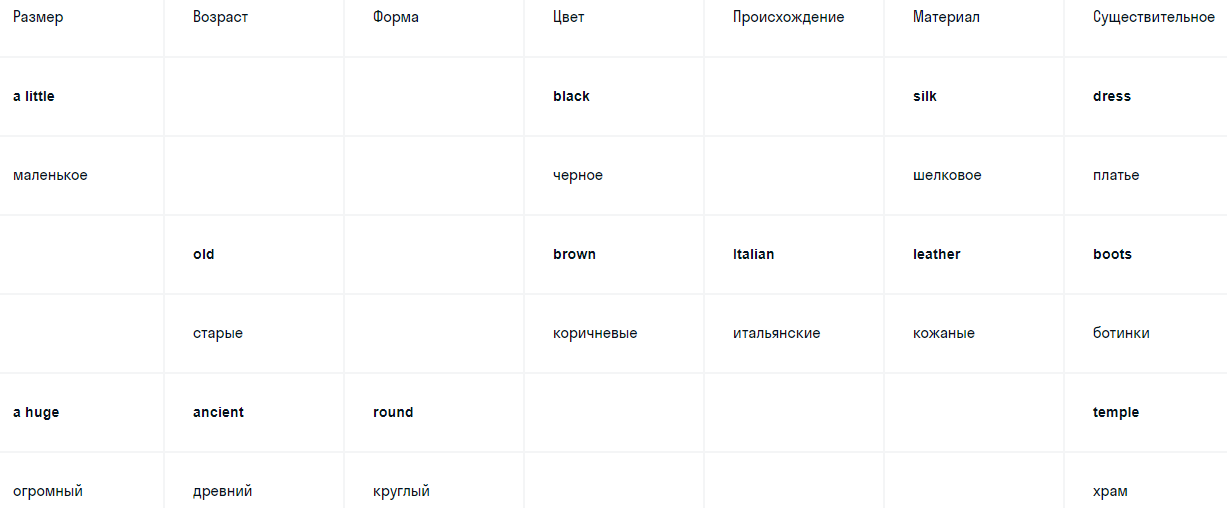 Размер Возраст Форма Цвет Происхождение Материал Существительное
a little black silk dress
маленькое черное шелковое платье
old brown Italian leather boots
старые коричневые итальянские кожаные ботинки
a huge ancient round temple
огромный древний круглый храм